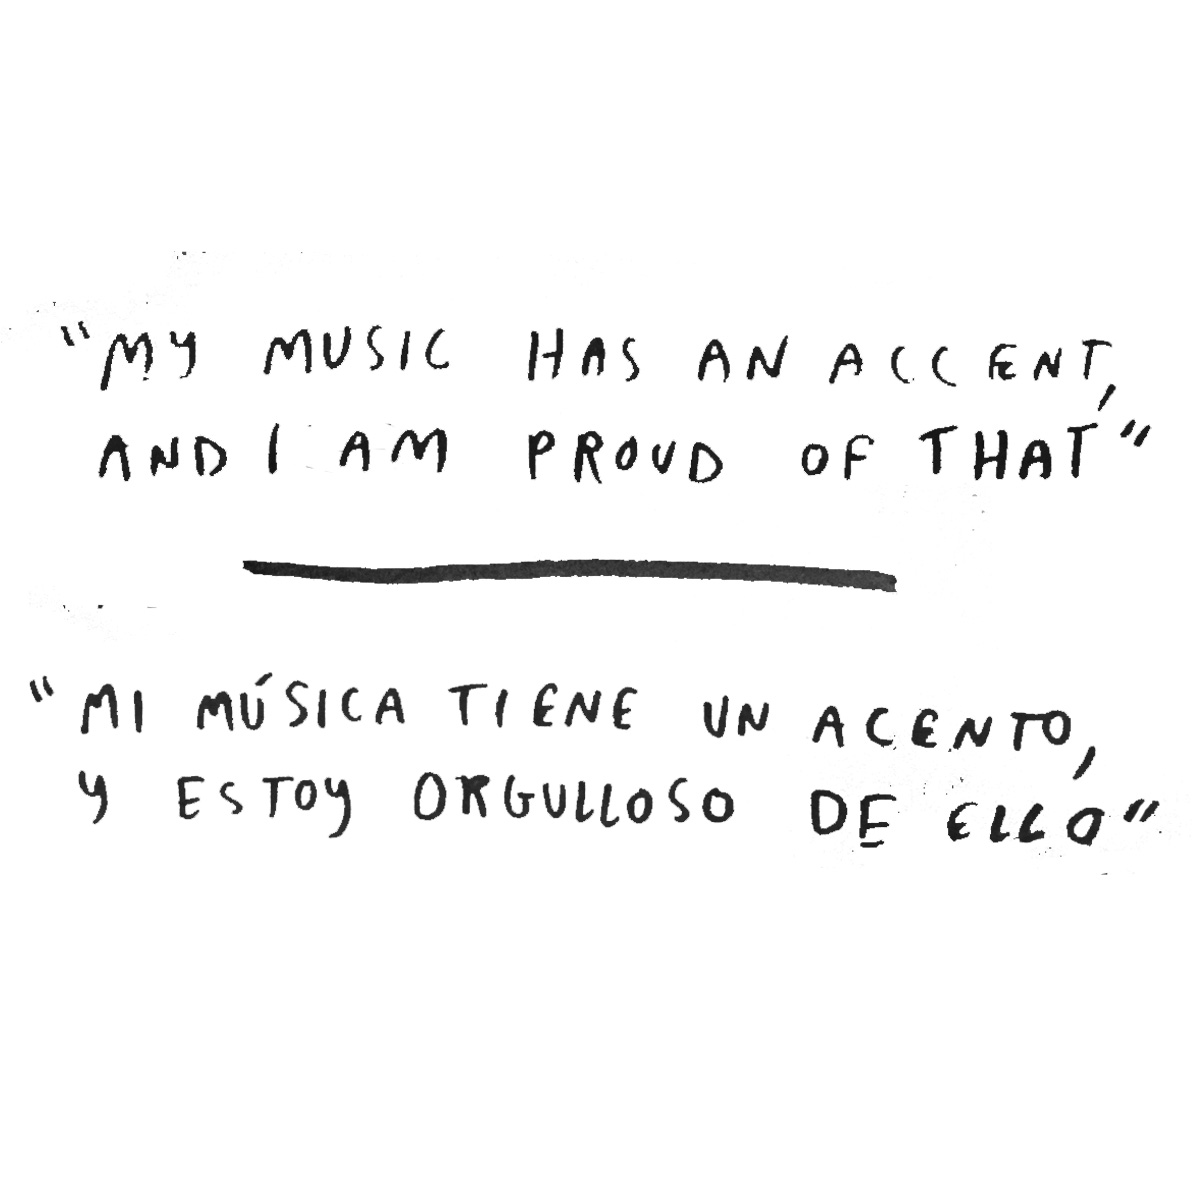 "MY MUSIC HAS AN ACCENT,
AND I AM PROUD OF THAT"
"MI MÚSICA TIENE UN ACENTO,
Y ESTOY ORGULLOSO DE ELLO"